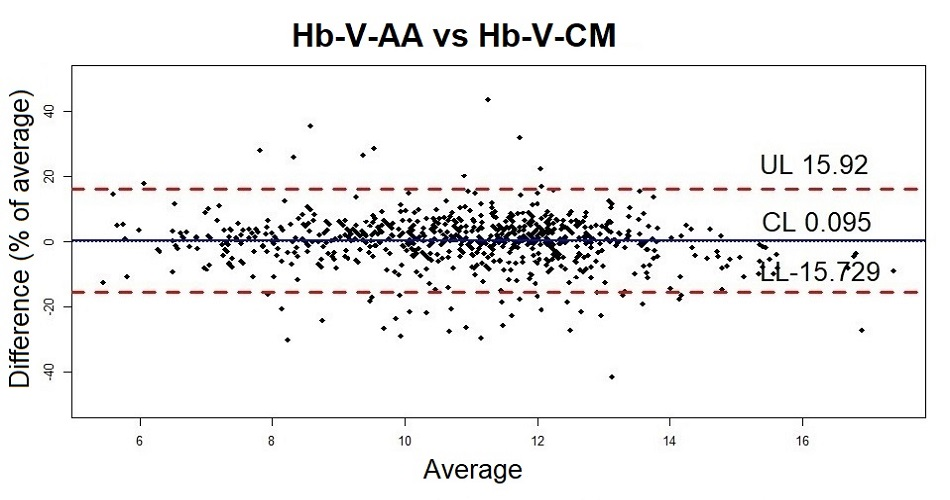 Hb-V-AA vs Hb-V-CM
Difference (% of average)
40
20
0
-20
-40
UL 15.92
CL 0.095
LL-15.729
6
8
10
12
14
16
Average